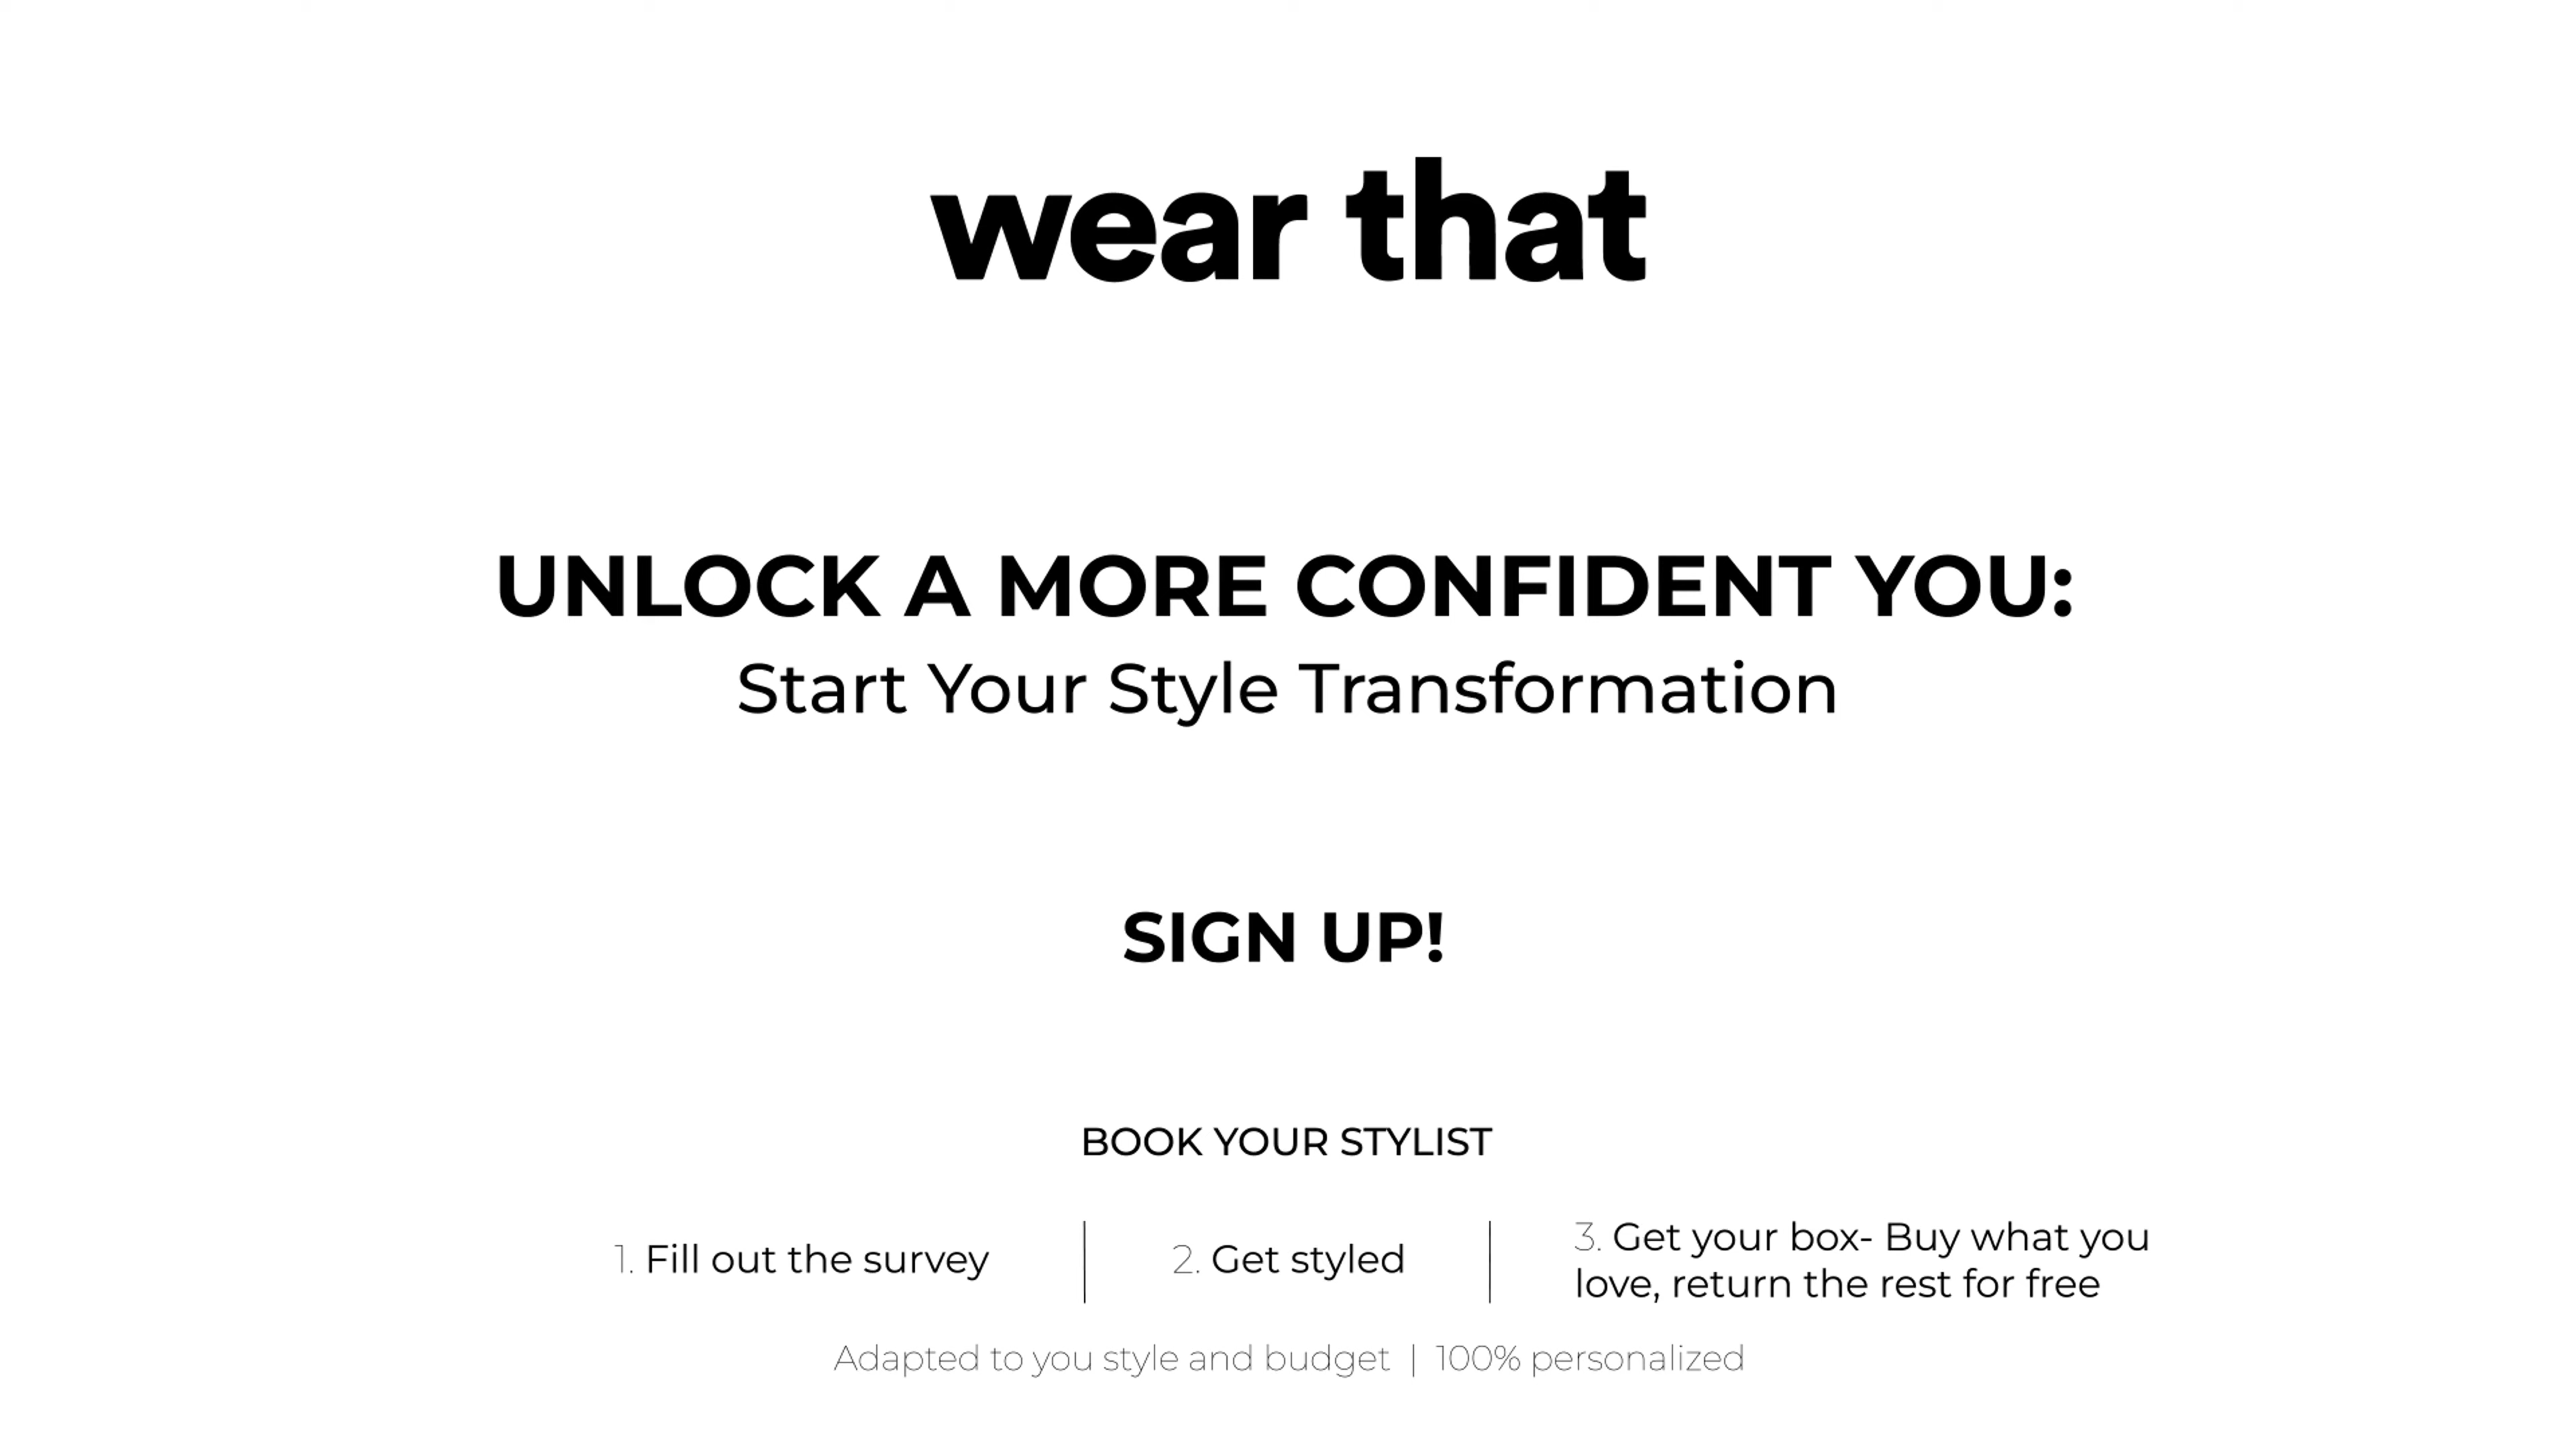 wear that
UNLOCK A MORE CONFIDENT YOU:
Start Your Style Transformation
SIGN UP!
BOOK YOUR STYLIST
1. Fill out the survey
2. Get styled
3. Get your box- Buy what you
love, return the rest for free
Adapted to you style and budget | 100% personalized